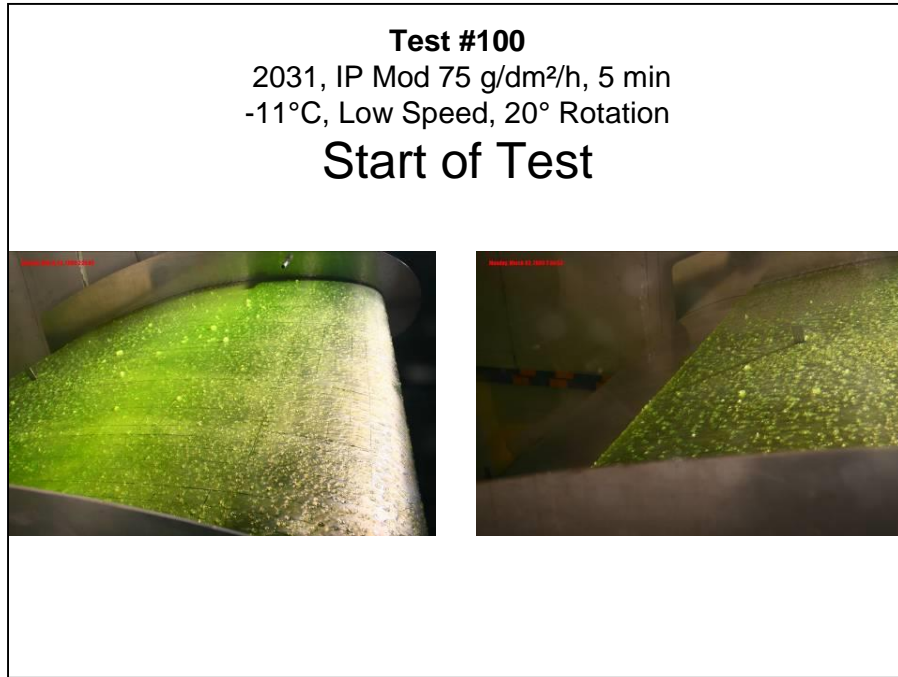 Test #100
2031, IP Mod 75 g/dm²/h, 5 min
-11°C, Low Speed, 20° Rotation
Start of Test